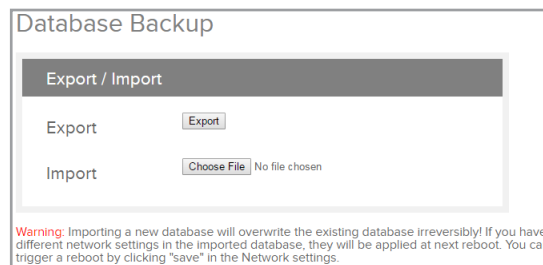 Database Backup
Export / Import
Export Export
Import Choose File No file chosen
Warning: Importing a new database will overwrite the existing database irreversibly! If you have
different network settings in the imported database, they will be applied at next reboot. You ca
trigger a reboot by clicking "save" in the Network settings.